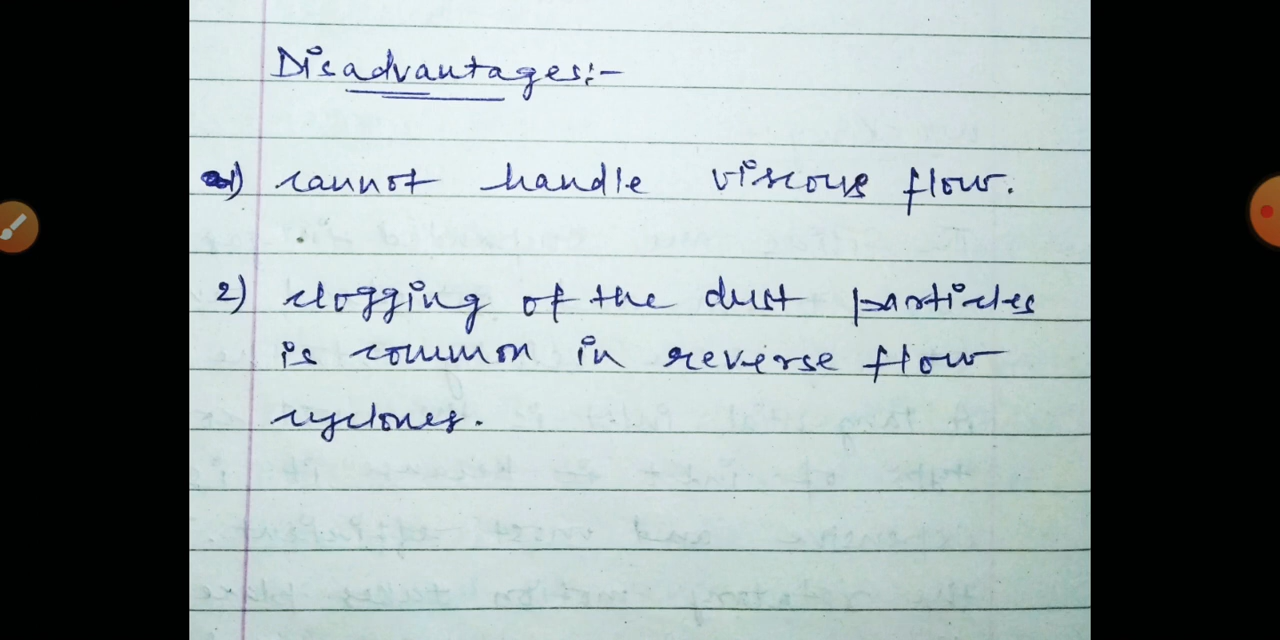 Disadvantages:-
1) cannot handle viscous flow.
2) clogging of the dust particles
is common in reverse flow
cyclones.